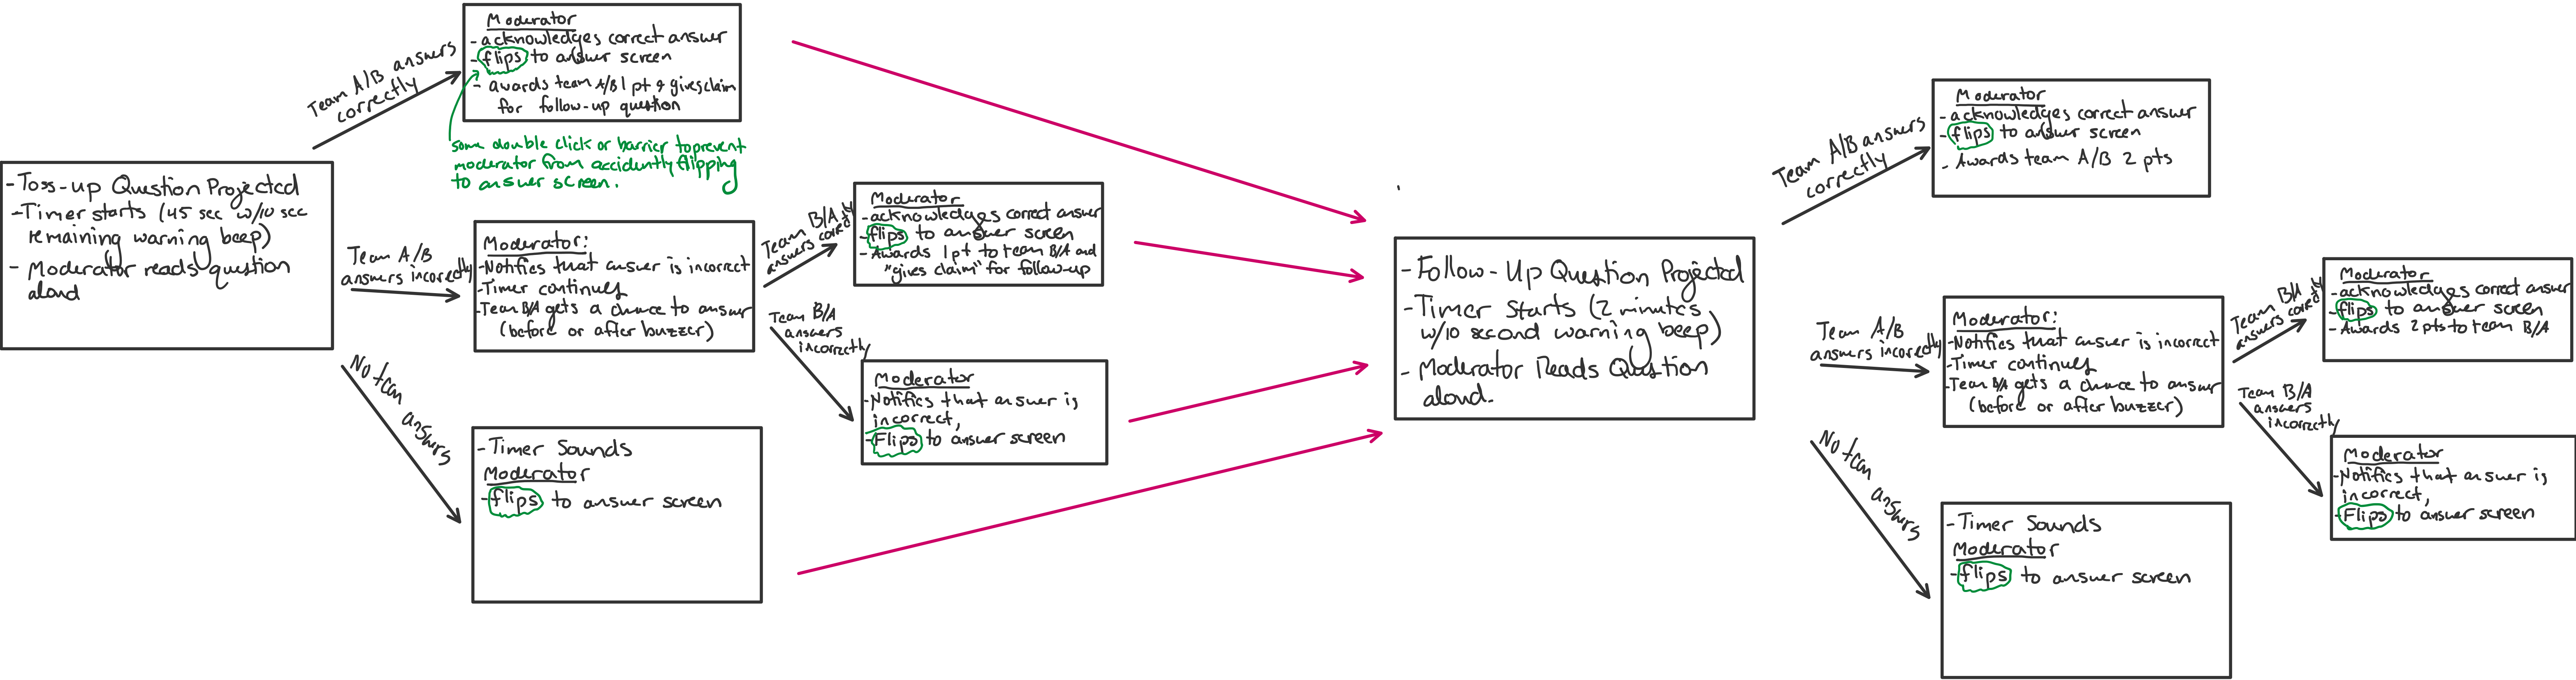 Team A/B answers
correctly
Moderator
- acknowledges correct answer
- flips to answer screen
- awards team A/B 1 pt & gives claim
for follow-up question
some double click or barrier to prevent
moderator from accidently flipping
to answer screen.
- Toss-up Question Projected
- Timer starts (45 sec w/10 sec
remaining warning beep)
- Moderator reads question
aloud
Team A/B
answers incorrectly
Moderator:
- Notifies that answer is incorrect
- Timer continues
- Team B/A gets a chance to answer
(before or after buzzer)
Team B/A
answers correctly
Moderator
- acknowledges correct answer
- flips to answer screen
- Awards 1 pt to team B/A and
"gives claim" for follow-up
Team B/A
answers
incorrectly
Moderator
- Notifies that answer is
incorrect,
- Flips to answer screen
No team
answers
- Timer Sounds
Moderator
- flips to answer screen
- Follow-Up Question Projected
- Timer Starts (2 minutes
w/10 second warning beep)
- Moderator Reads Question
aloud.
Team A/B answers
correctly
Moderator
- acknowledges correct answer
- flips to answer screen
- Awards team A/B 2 pts
Team A/B
answers incorrectly
Moderator:
- Notifies that answer is incorrect
- Timer continues
- Team B/A gets a chance to answer
(before or after buzzer)
Team B/A
answers correctly
Moderator
- acknowledges correct answer
- flips to answer screen
- Awards 2 pts to team B/A
Team B/A
answers
incorrectly
Moderator
- Notifies that answer is
incorrect,
- Flips to answer screen
No team
answers
- Timer Sounds
Moderator
- flips to answer screen